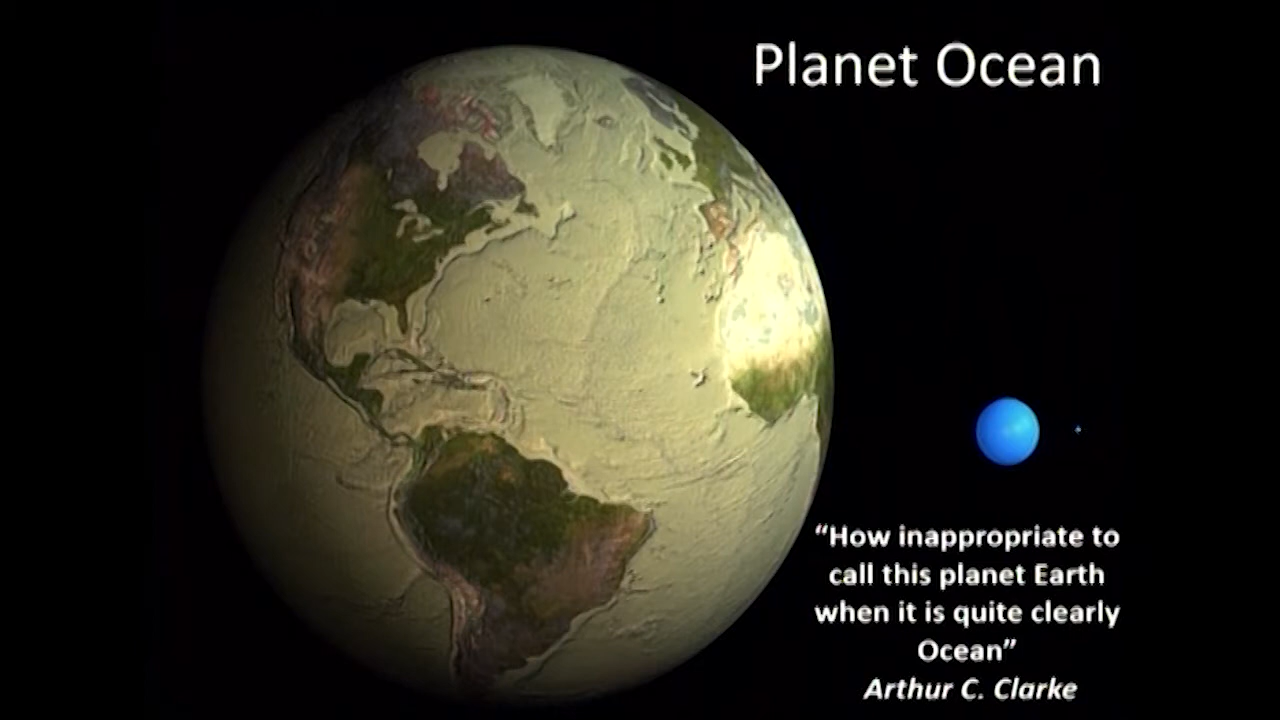 Planet Ocean
“How inappropriate to
call this planet Earth
when it is quite clearly
Ocean”
Arthur C. Clarke